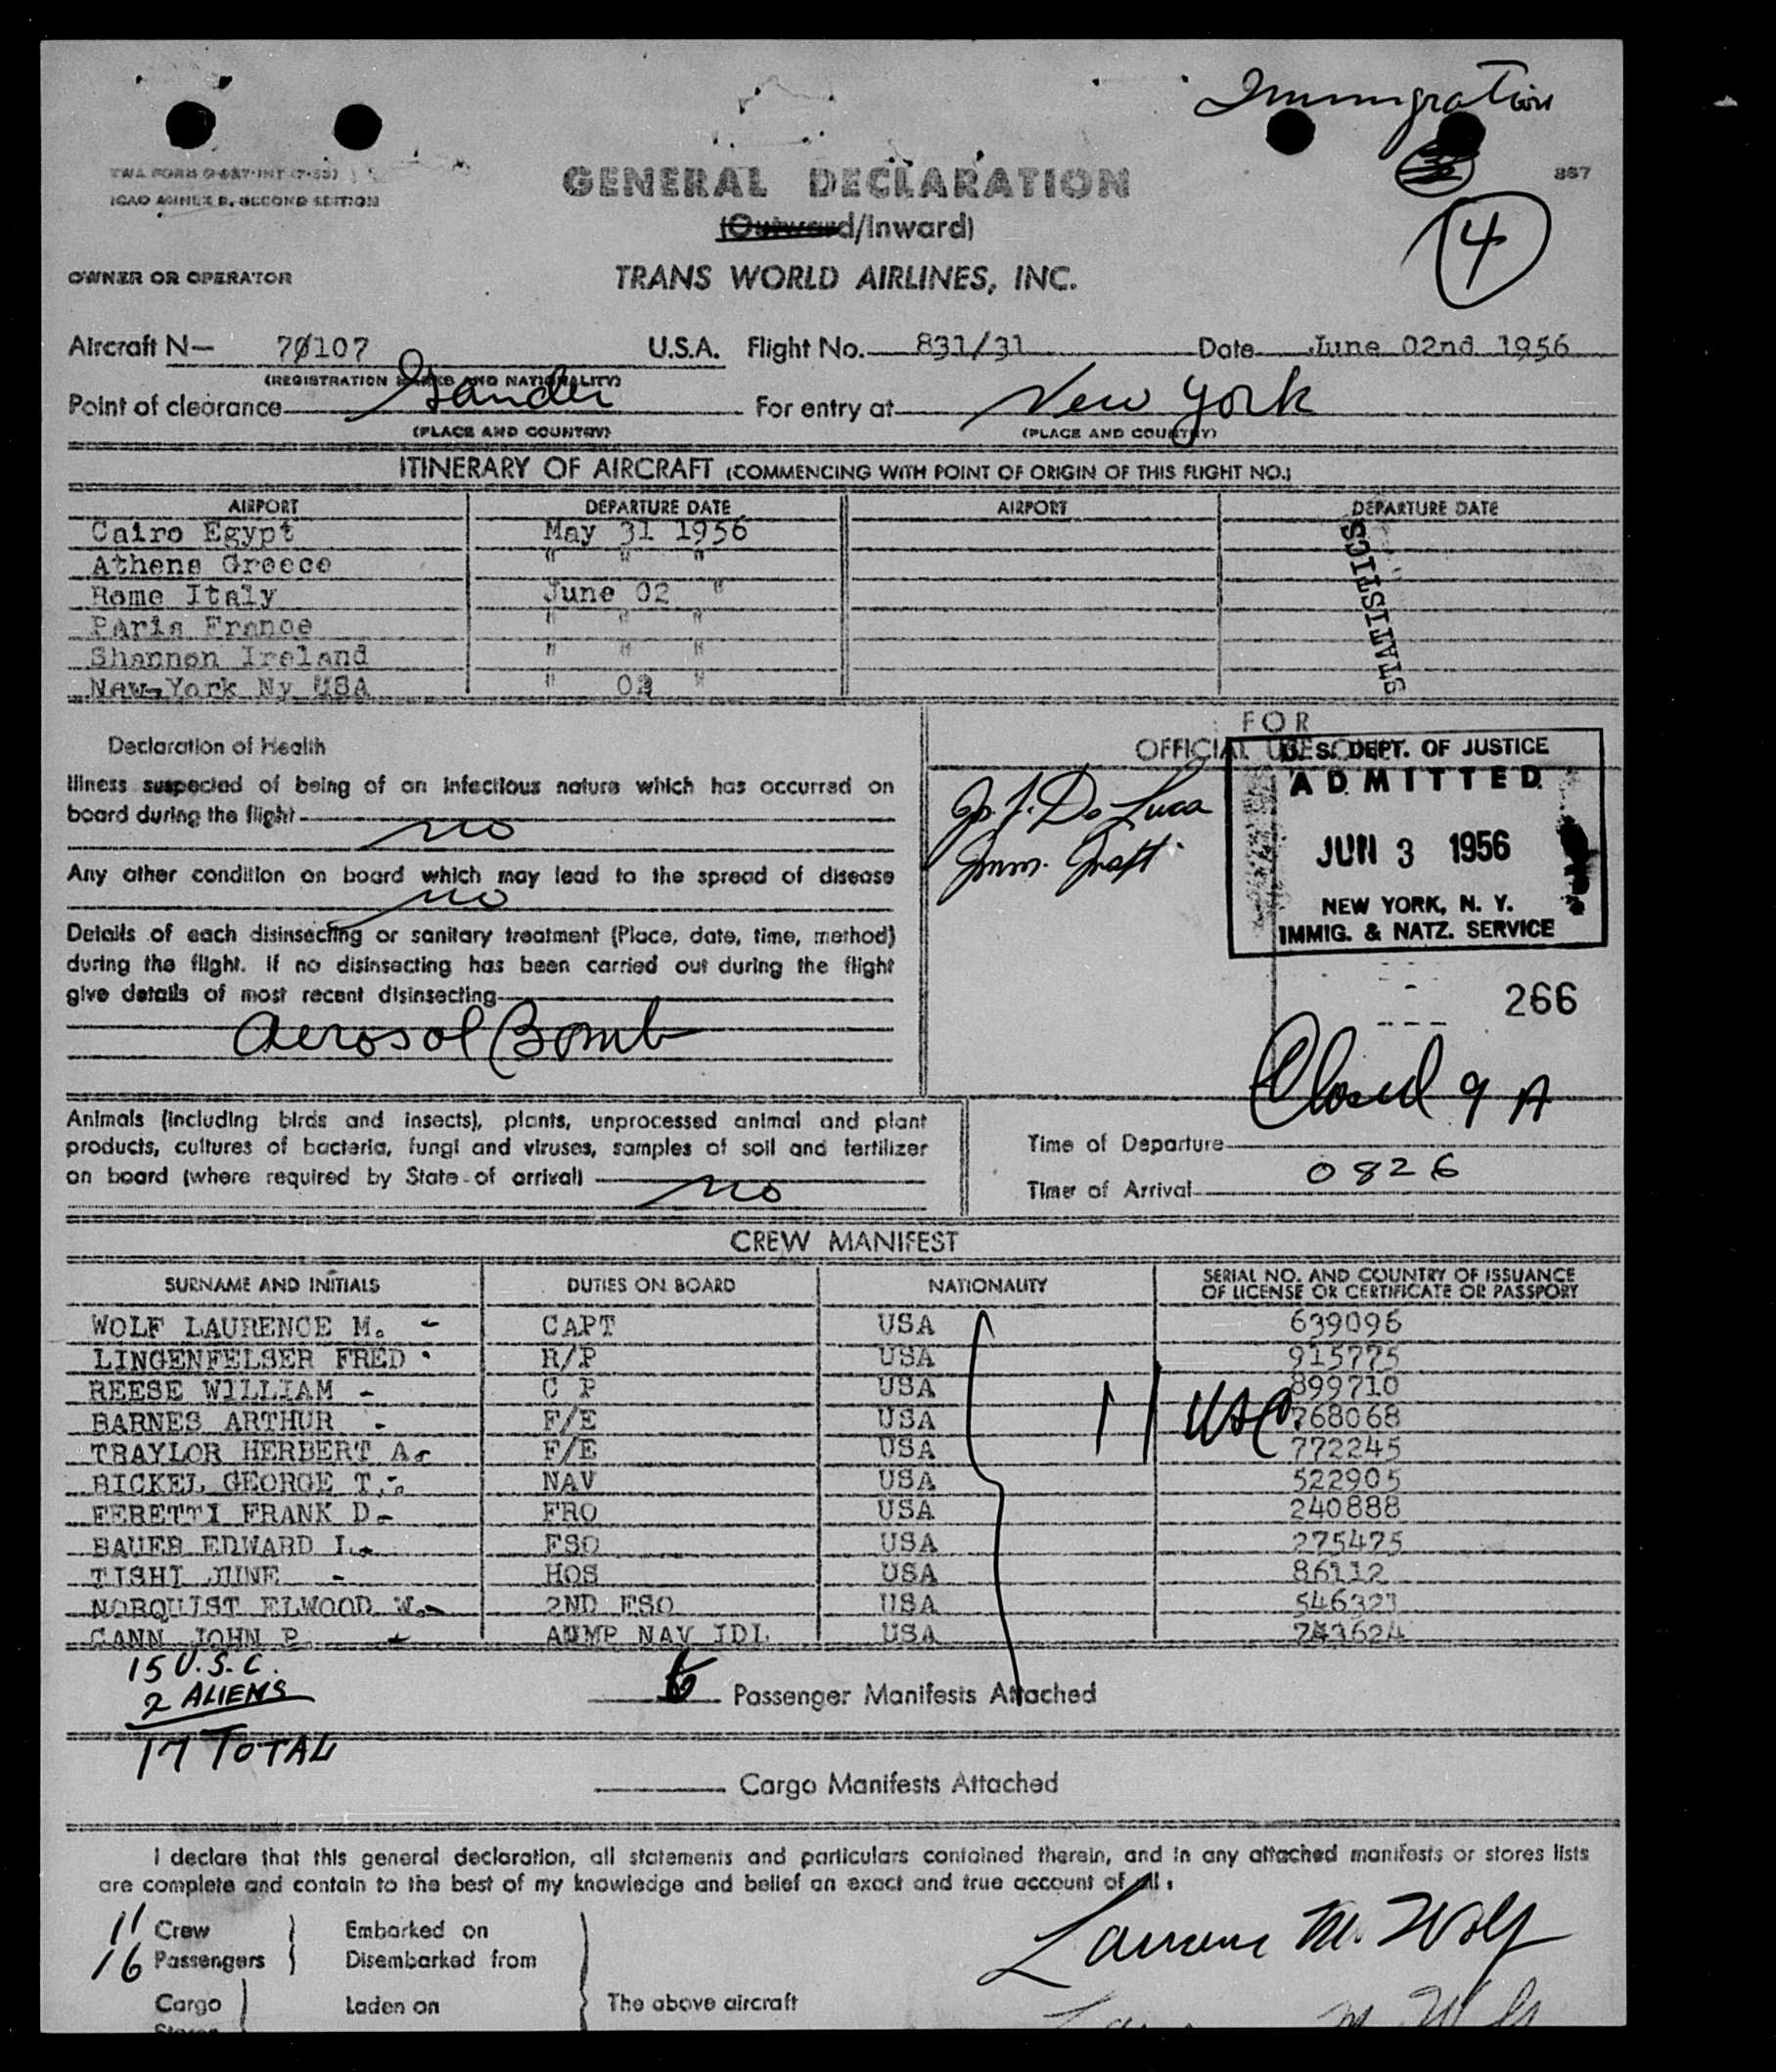 Immigration
TWA FORM O-867-INT (7-55)
ICAO ANNEX 9, SECOND EDITION
867
GENERAL DECLARATION
(Outward/Inward)
4
OWNER OR OPERATOR
TRANS WORLD AIRLINES, INC.
Aircraft N— 70107 U.S.A. Flight No. 831/31 Date June 02nd 1956
(REGISTRATION MARKS AND NATIONALITY)
Point of clearance Gander For entry at New York
(PLACE AND COUNTRY) (PLACE AND COUNTRY)
ITINERARY OF AIRCRAFT (COMMENCING WITH POINT OF ORIGIN OF THIS FLIGHT NO.)
AIRPORT DEPARTURE DATE AIRPORT DEPARTURE DATE
Cairo Egypt May 31 1956
Athens Greece " " "
Rome Italy June 02 "
Paris France " " "
Shannon Ireland " " "
New York Ny USA " 02 "
STATISTICS
Declaration of Health
FOR
OFFICIAL USE
Illness suspected of being of an infectious nature which has occurred on
board during the flight
no
Any other condition on board which may lead to the spread of disease
no
Details of each disinsecting or sanitary treatment (Place, date, time, method)
during the flight. If no disinsecting has been carried out during the flight
give details of most recent disinsecting
Aerosol Bomb
U. S. DEPT. OF JUSTICE
ADMITTED
JUN 3 1956
NEW YORK, N. Y.
IMMIG. & NATZ. SERVICE
De Luca
Imm.
266
Closed 9 A
Animals (including birds and insects), plants, unprocessed animal and plant
products, cultures of bacteria, fungi and viruses, samples of soil and fertilizer
on board (where required by State of arrival) no
Time of Departure
Time of Arrival 0826
CREW MANIFEST
SURNAME AND INITIALS DUTIES ON BOARD NATIONALITY SERIAL NO. AND COUNTRY OF ISSUANCE
OF LICENSE OR CERTIFICATE OR PASSPORT
WOLF LAURENCE M. - CAPT USA 639096
LINGENFELSER FRED R/P USA 915775
REESE WILLIAM - C P USA 899710
BARNES ARTHUR - F/E USA 768068
TRAYLOR HERBERT A. F/E USA 772245
BICKEL GEORGE T. NAV USA 522905
FERETTI FRANK D. FRO USA 240888
BAUER EDWARD L. FSO USA 275475
TISHI JUNE - HOS USA 86112
NORQUIST ELWOOD W. 2ND FSO USA 546323
CANN JOHN P. NAV IDL USA 743624
11 USC
15 U.S.C.
2 ALIENS
17 TOTAL
6 Passenger Manifests Attached
Cargo Manifests Attached
I declare that this general declaration, all statements and particulars contained therein, and in any attached manifests or stores lists
are complete and contain to the best of my knowledge and belief an exact and true account of all.
11 Crew Embarked on
16 Passengers Disembarked from
Cargo Laden on The above aircraft
Stores
Laurence M. Wolf